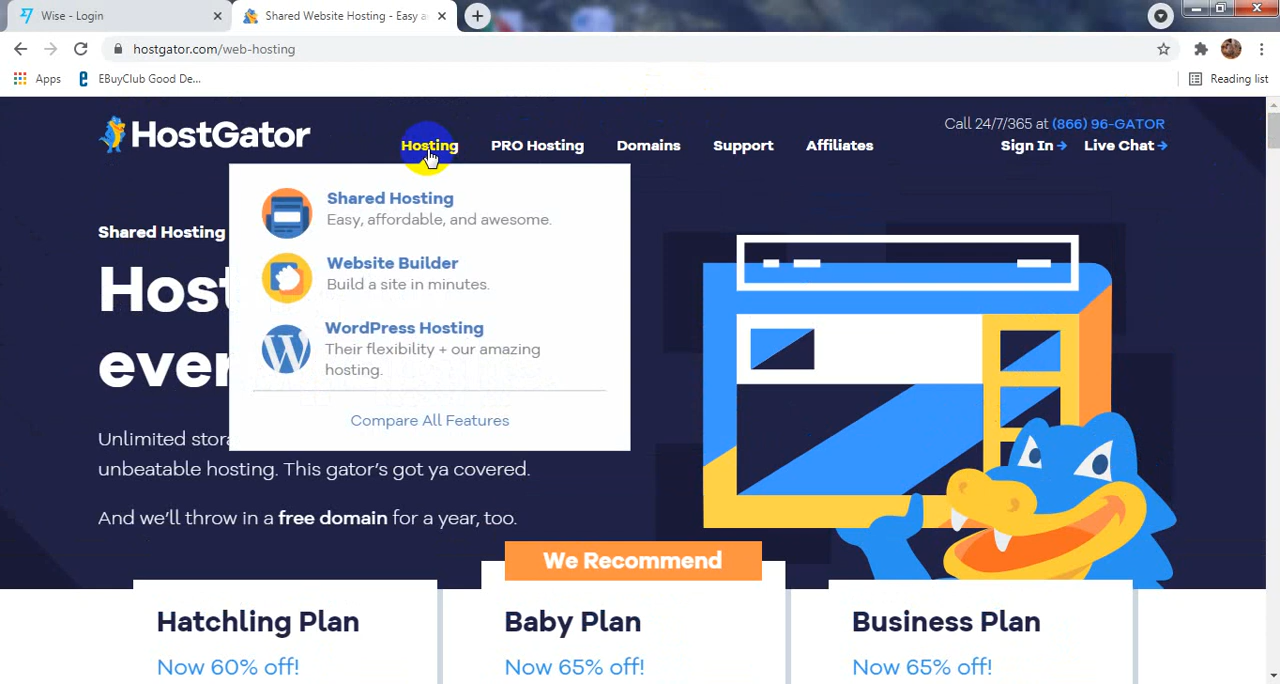 Wise - Login
Shared Website Hosting - Easy a
hostgator.com/web-hosting
Apps
EBuyClub Good De...
Reading list
HostGator
Hosting
PRO Hosting
Domains
Support
Affiliates
Call 24/7/365 at (866) 96-GATOR
Sign In
Live Chat
Shared Hosting
Easy, affordable, and awesome.
Website Builder
Build a site in minutes.
WordPress Hosting
Their flexibility + our amazing
hosting.
Compare All Features
Shared Hosting
Host
ever
Unlimited stora
unbeatable hosting. This gator's got ya covered.
And we'll throw in a free domain for a year, too.
We Recommend
Hatchling Plan
Now 60% off!
Baby Plan
Now 65% off!
Business Plan
Now 65% off!